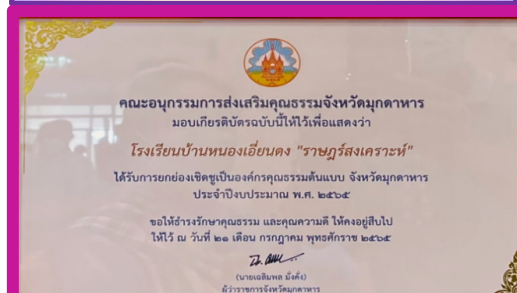 คณะอนุกรรมการส่งเสริมคุณธรรมจังหวัดมุกดาหาร
มอบเกียรติบัตรฉบับนี้ให้ไว้เพื่อแสดงว่า
โรงเรียนบ้านหนองเอี่ยนดง "ราษฎร์สงเคราะห์"
ได้รับการยกย่องเชิดชูเป็นองค์กรคุณธรรมต้นแบบ จังหวัดมุกดาหาร
ประจำปีงบประมาณ พ.ศ. ๒๕๖๕
ขอให้ธำรงรักษาคุณธรรม และคุณความดี ให้คงอยู่สืบไป
ให้ไว้ ณ วันที่ ๒๑ เดือน กรกฎาคม พุทธศักราช ๒๕๖๕
(นายเฉลิมพล มั่งคั่ง)
ผู้ว่าราชการจังหวัดมุกดาหาร